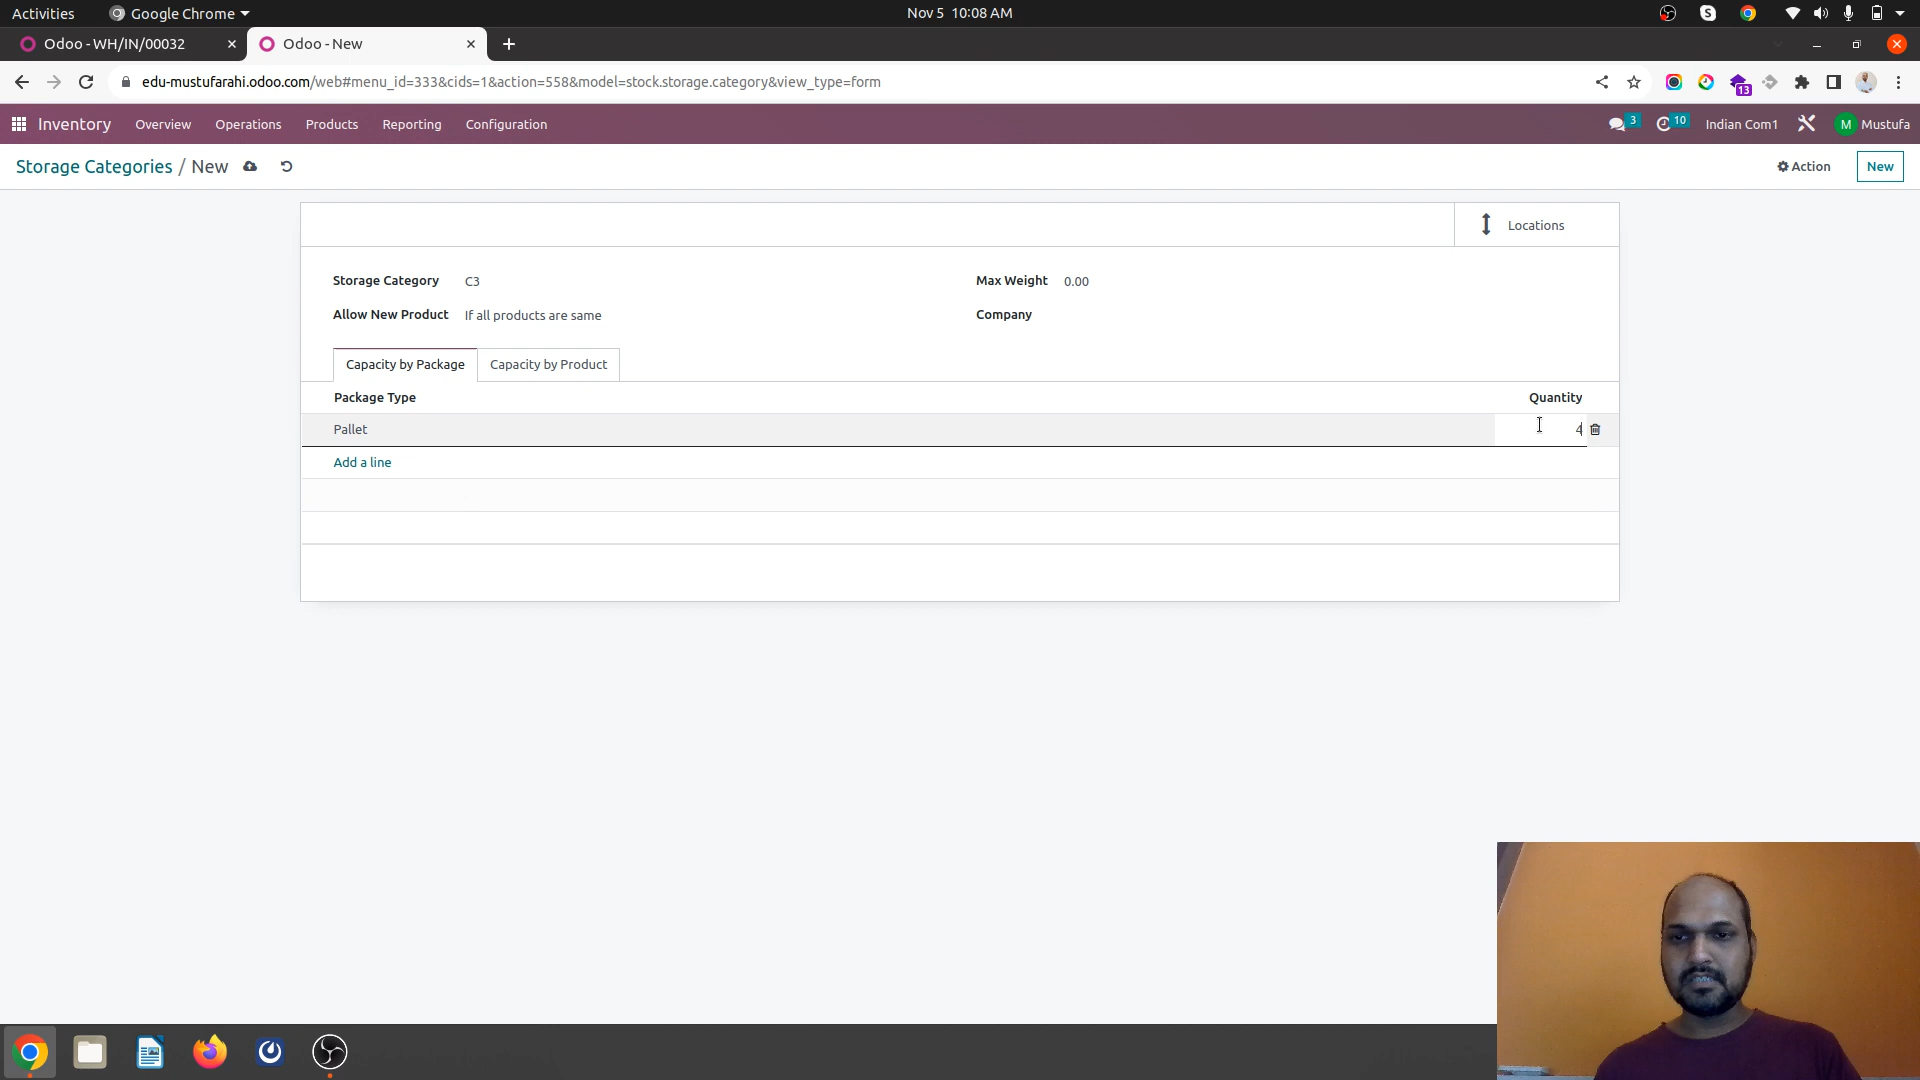 Activities
Google Chrome
Nov 5 10:08 AM
Odoo - WH/IN/00032
Odoo - New
edu-mustufarahi.odoo.com/web#menu_id=333&cids=1&action=558&model=stock.storage.category&view_type=form
13
Inventory
Overview
Operations
Products
Reporting
Configuration
3
10
Indian Com1
M
Mustufa
Storage Categories / New
Action
New
Locations
Storage Category
C3
Max Weight
0.00
Allow New Product
If all products are same
Company
Capacity by Package
Capacity by Product
Package Type
Quantity
Pallet
4
Add a line